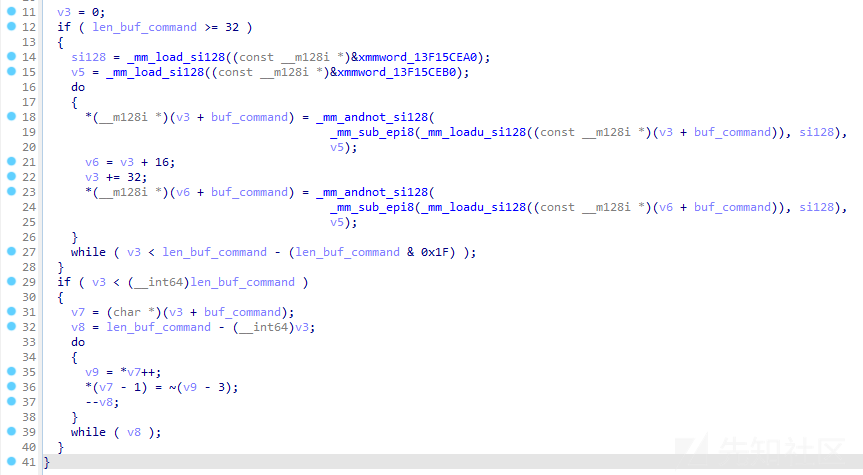 11 v3 = 0;
12 if ( len_buf_command >= 32 )
13 {
14 si128 = _mm_load_si128((const __m128i *)&xmmword_13F15CEA0);
15 v5 = _mm_load_si128((const __m128i *)&xmmword_13F15CEB0);
16 do
17 {
18 *(__m128i *)(v3 + buf_command) = _mm_andnot_si128(
19 _mm_sub_epi8(_mm_loadu_si128((const __m128i *)(v3 + buf_command)), si128),
20 v5);
21 v6 = v3 + 16;
22 v3 += 32;
23 *(__m128i *)(v6 + buf_command) = _mm_andnot_si128(
24 _mm_sub_epi8(_mm_loadu_si128((const __m128i *)(v6 + buf_command)), si128),
25 v5);
26 }
27 while ( v3 < len_buf_command - (len_buf_command & 0x1F) );
28 }
29 if ( v3 < (__int64)len_buf_command )
30 {
31 v7 = (char *)(v3 + buf_command);
32 v8 = len_buf_command - (__int64)v3;
33 do
34 {
35 v9 = *v7++;
36 *(v7 - 1) = ~(v9 - 3);
37 --v8;
38 }
39 while ( v8 );
40 }
41 }
先知社区